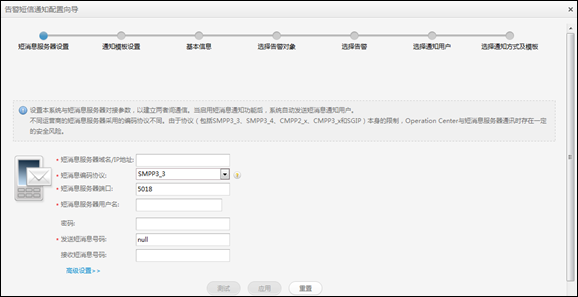 告警短信通知配置向导
短消息服务器设置 通知模板设置 基本信息 选择告警对象 选择告警 选择通知用户 选择通知方式及模板
设置本系统与短消息服务器对接参数，以建立两者间通信。当启用短消息通知功能后，系统自动发送短消息通知用户。
不同运营商的短消息服务器采用的编码协议不同。由于协议（包括SMPP3_3、SMPP3_4、CMPP2_x、CMPP3_x和SGIP）本身的限制，Operation Center与短消息服务器通讯时存在一定
的安全风险。
* 短消息服务器域名/IP地址:
* 短消息编码协议: SMPP3_3
* 短消息服务器端口: 5018
* 短消息服务器用户名:
密码:
* 发送短消息号码: null
接收短消息号码:
高级设置>>
测试 应用 重置